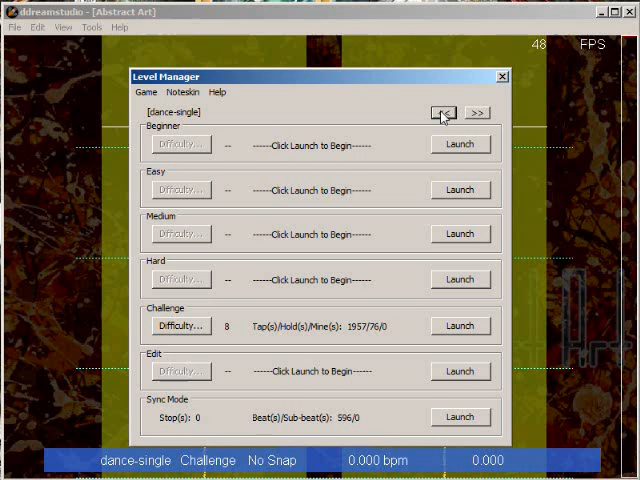 ddreamstudio - [Abstract Art]
File Edit View Tools Help
48 FPS
Level Manager
Game Noteskin Help
[dance-single] << >>
Beginner
Difficulty... -- ------Click Launch to Begin------ Launch
Easy
Difficulty... -- ------Click Launch to Begin------ Launch
Medium
Difficulty... -- ------Click Launch to Begin------ Launch
Hard
Difficulty... -- ------Click Launch to Begin------ Launch
Challenge
Difficulty... 8 Tap(s)/Hold(s)/Mine(s): 1957/76/0 Launch
Edit
Difficulty... -- ------Click Launch to Begin------ Launch
Sync Mode
Stop(s): 0 Beat(s)/Sub-beat(s): 596/0 Launch
dance-single Challenge No Snap 0.000 bpm 0.000